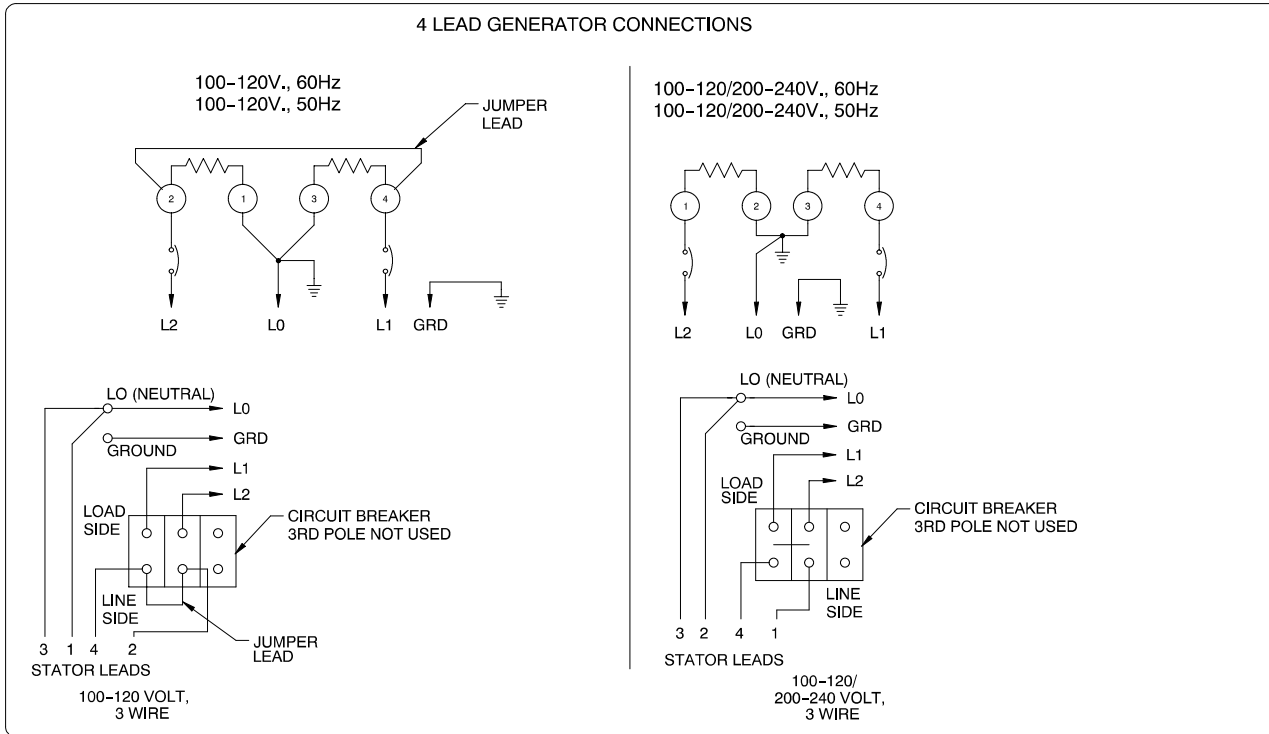 4 LEAD GENERATOR CONNECTIONS
100-120V., 60Hz
100-120V., 50Hz
JUMPER
LEAD
2
1
3
4
L2
L0
L1
GRD
LO (NEUTRAL)
L0
GRD
GROUND
L1
L2
LOAD
SIDE
CIRCUIT BREAKER
3RD POLE NOT USED
LINE
SIDE
3
1
4
2
JUMPER
LEAD
STATOR LEADS
100-120 VOLT,
3 WIRE
100-120/200-240V., 60Hz
100-120/200-240V., 50Hz
1
2
3
4
L2
L0
GRD
L1
LO (NEUTRAL)
L0
GRD
GROUND
L1
L2
LOAD
SIDE
CIRCUIT BREAKER
3RD POLE NOT USED
LINE
SIDE
3
2
4
1
STATOR LEADS
100-120/
200-240 VOLT,
3 WIRE